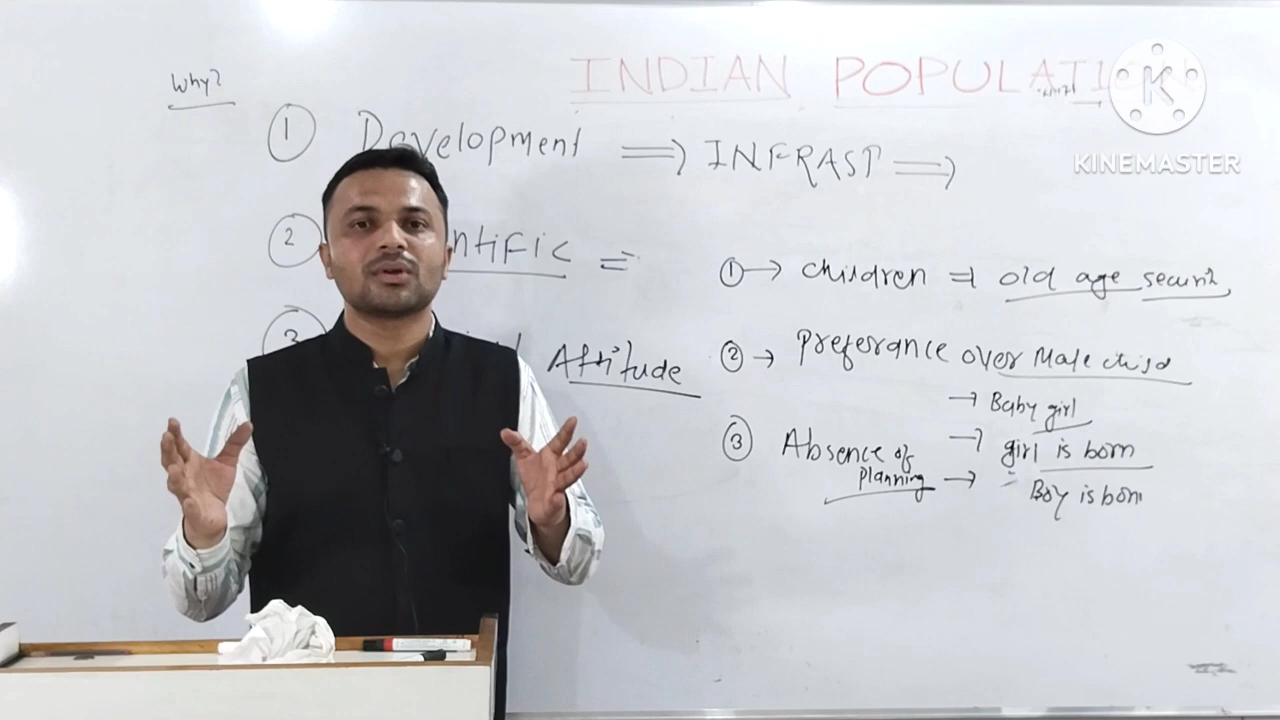 Why?
INDIAN POPULATI
① Development ⇒ INFRAST ⇒
② ntific ⇒
① → children ⇒ old age
③ Attitude
② → Preferance over Male child
→ Baby girl
③ Absence of → girl is born
planning → Boy is born
K
KINEMASTER